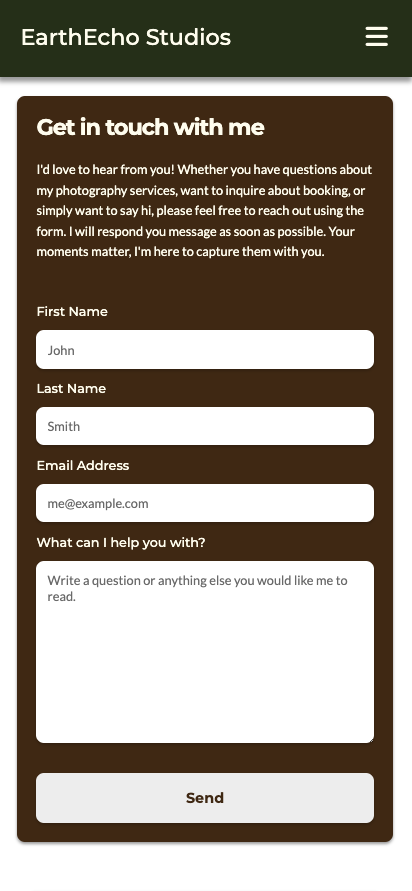 EarthEcho Studios
Get in touch with me
I'd love to hear from you! Whether you have questions about
my photography services, want to inquire about booking, or
simply want to say hi, please feel free to reach out using the
form. I will respond you message as soon as possible. Your
moments matter, I'm here to capture them with you.
First Name
John
Last Name
Smith
Email Address
me@example.com
What can I help you with?
Write a question or anything else you would like me to
read.
Send